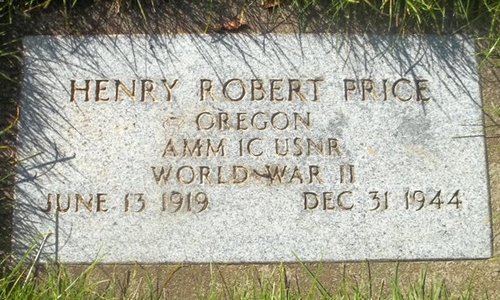 HENRY ROBERT PRICE
OREGON
AMM 1C USNR
WORLD WAR II
JUNE 13 1919 DEC 31 1944